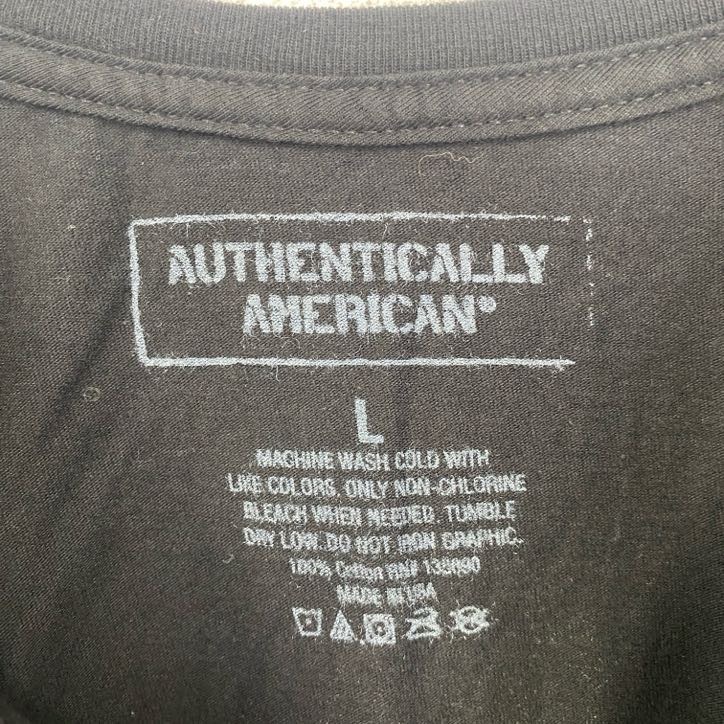 AUTHENTICALLY
AMERICAN®
L
MACHINE WASH COLD WITH
LIKE COLORS. ONLY NON-CHLORINE
BLEACH WHEN NEEDED. TUMBLE
DRY LOW. DO NOT IRON GRAPHIC.
100% Cotton RN#
MADE IN USA